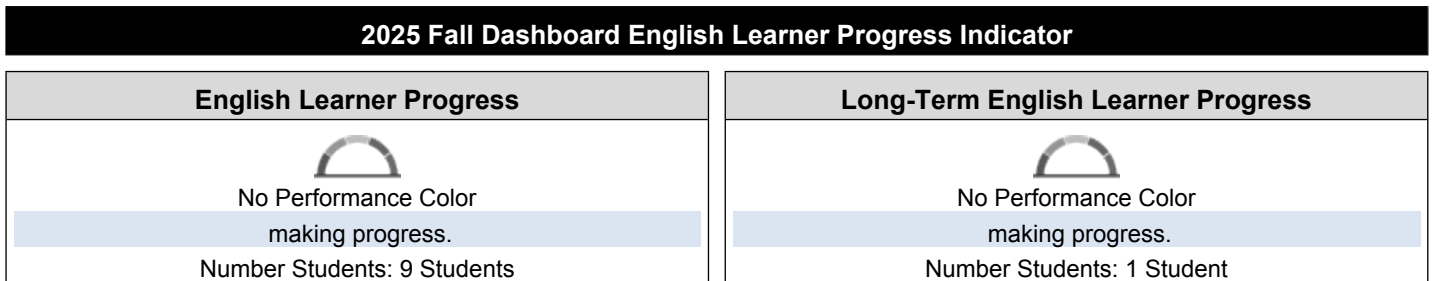 2025 Fall Dashboard English Learner Progress Indicator
English Learner Progress
No Performance Color
making progress.
Number Students: 9 Students
Long-Term English Learner Progress
No Performance Color
making progress.
Number Students: 1 Student